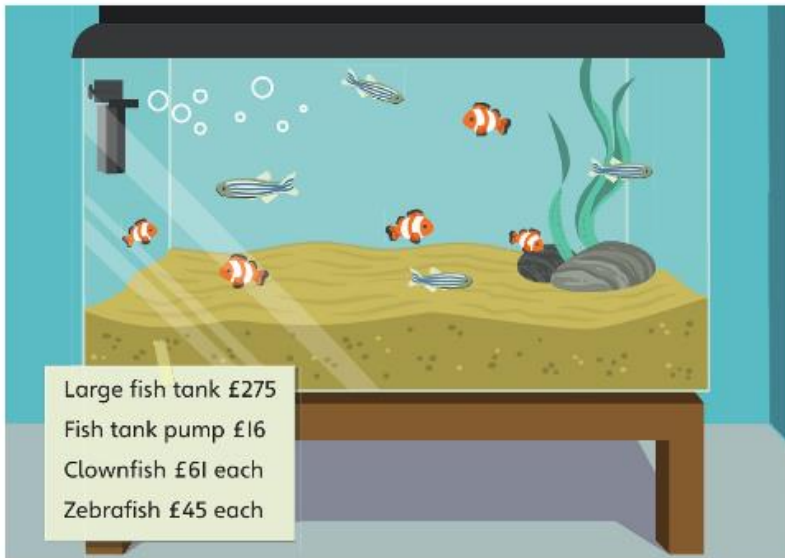 Large fish tank £275
Fish tank pump £16
Clownfish £61 each
Zebrafish £45 each